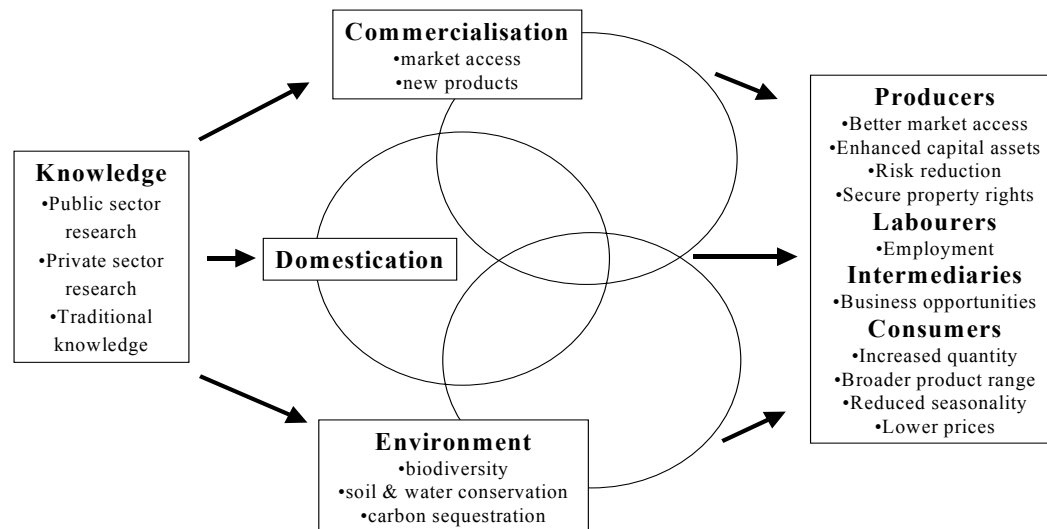 Commercialisation
•market access
•new products
Knowledge
•Public sector
research
•Private sector
research
•Traditional
knowledge
Domestication
Environment
•biodiversity
•soil & water conservation
•carbon sequestration
Producers
•Better market access
•Enhanced capital assets
•Risk reduction
•Secure property rights
Labourers
•Employment
Intermediaries
•Business opportunities
Consumers
•Increased quantity
•Broader product range
•Reduced seasonality
•Lower prices